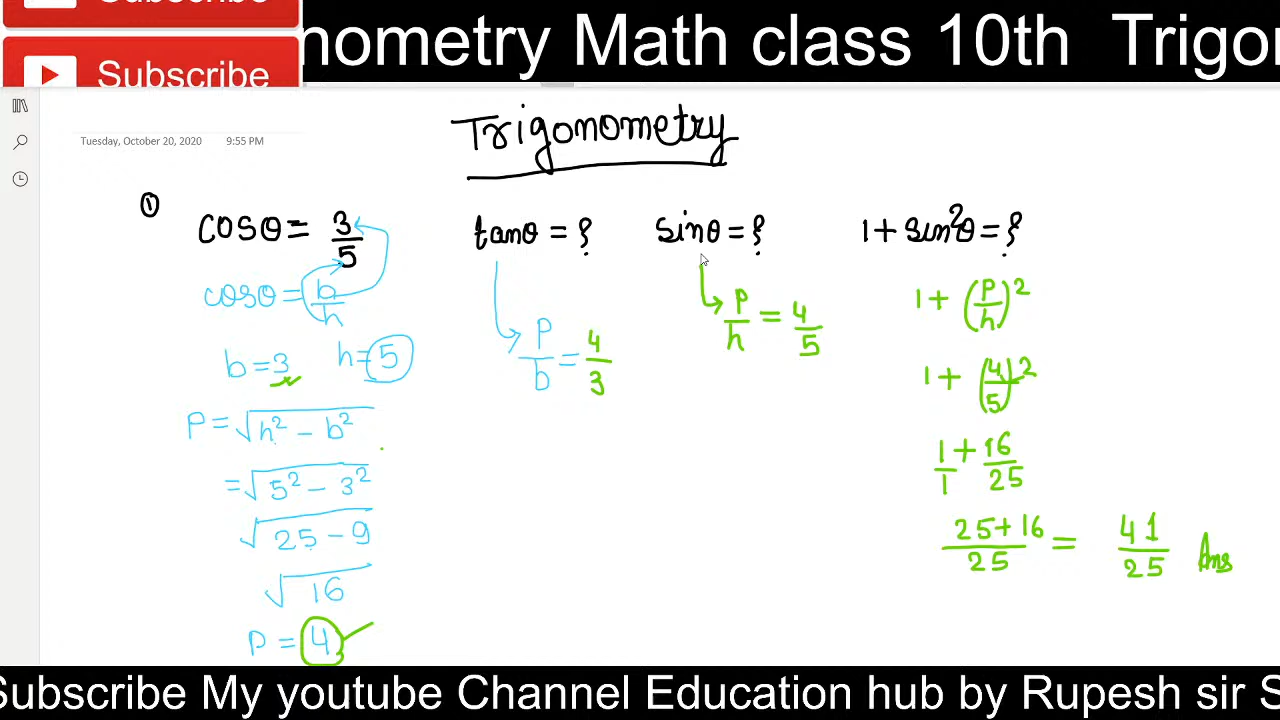 Subscribe
Subscribe
nometry Math class 10th Trigon
Trigonometry
Tuesday, October 20, 2020 9:55 PM
① cosθ = 3/5 tanθ = ? sinθ = ? 1 + sin²θ = ?
cosθ = b/h
b = 3 h = 5
P = √h² - b²
= √5² - 3²
√25 - 9
√16
P = 4
P/b = 4/3
P/h = 4/5
1 + (P/h)²
1 + (4/5)²
1/1 + 16/25
25+16/25 = 41/25 Ans
Subscribe My youtube Channel Education hub by Rupesh sir S